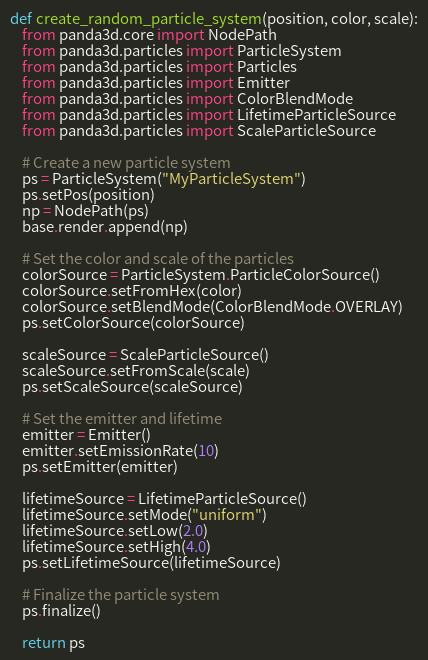 def create_random_particle_system(position, color, scale):
    from panda3d.core import NodePath
    from panda3d.particles import ParticleSystem
    from panda3d.particles import Particles
    from panda3d.particles import Emitter
    from panda3d.particles import ColorBlendMode
    from panda3d.particles import LifetimeParticleSource
    from panda3d.particles import ScaleParticleSource

    # Create a new particle system
    ps = ParticleSystem("MyParticleSystem")
    ps.setPos(position)
    np = NodePath(ps)
    base.render.append(np)

    # Set the color and scale of the particles
    colorSource = ParticleSystem.ParticleColorSource()
    colorSource.setFromHex(color)
    colorSource.setBlendMode(ColorBlendMode.OVERLAY)
    ps.setColorSource(colorSource)

    scaleSource = ScaleParticleSource()
    scaleSource.setFromScale(scale)
    ps.setScaleSource(scaleSource)

    # Set the emitter and lifetime
    emitter = Emitter()
    emitter.setEmissionRate(10)
    ps.setEmitter(emitter)

    lifetimeSource = LifetimeParticleSource()
    lifetimeSource.setMode("uniform")
    lifetimeSource.setLow(2.0)
    lifetimeSource.setHigh(4.0)
    ps.setLifetimeSource(lifetimeSource)

    # Finalize the particle system
    ps.finalize()

    return ps